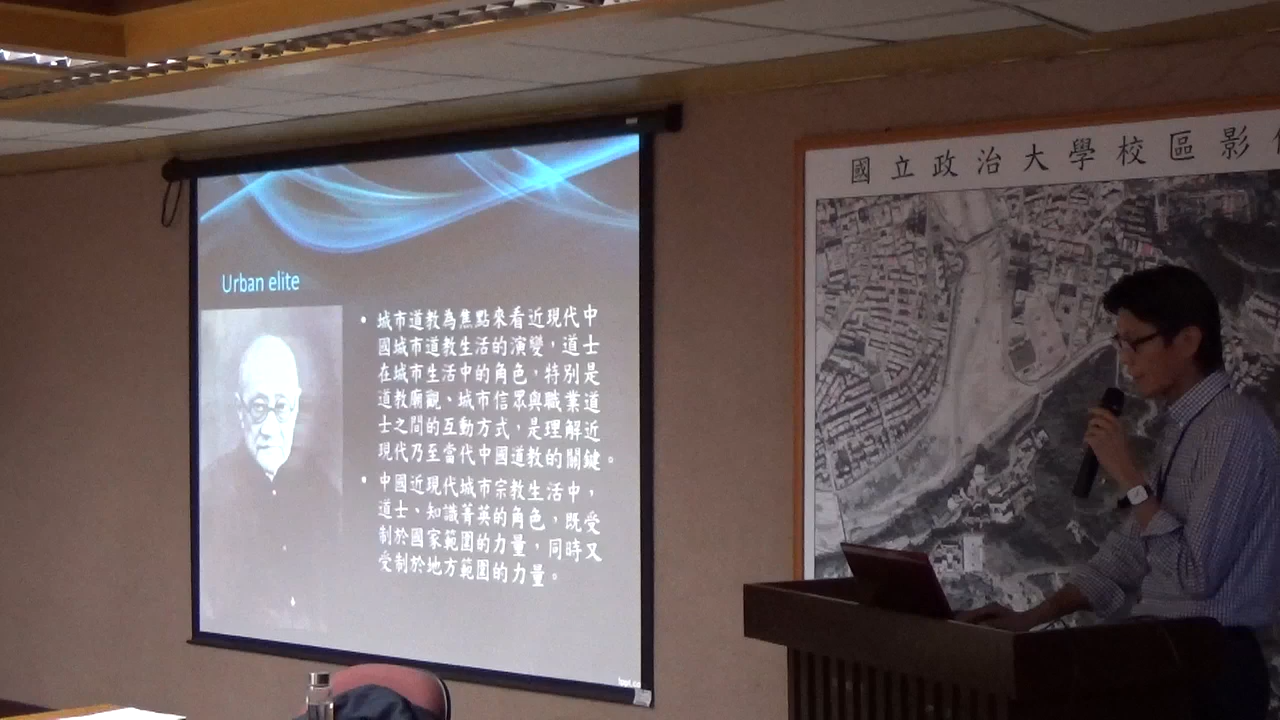 Urban elite
• 城市道教為焦點來看近現代中
國城市道教生活的演變，道士
在城市生活中的角色，特別是
道教廟觀、城市信眾與職業道
士之間的互動方式，是理解近
現代乃至當代中國道教的關鍵。
• 中國近現代城市宗教生活中，
道士、知識菁英的角色，既受
制於國家範圍的力量，同時又
受制於地方範圍的力量。
國立政治大學校區影